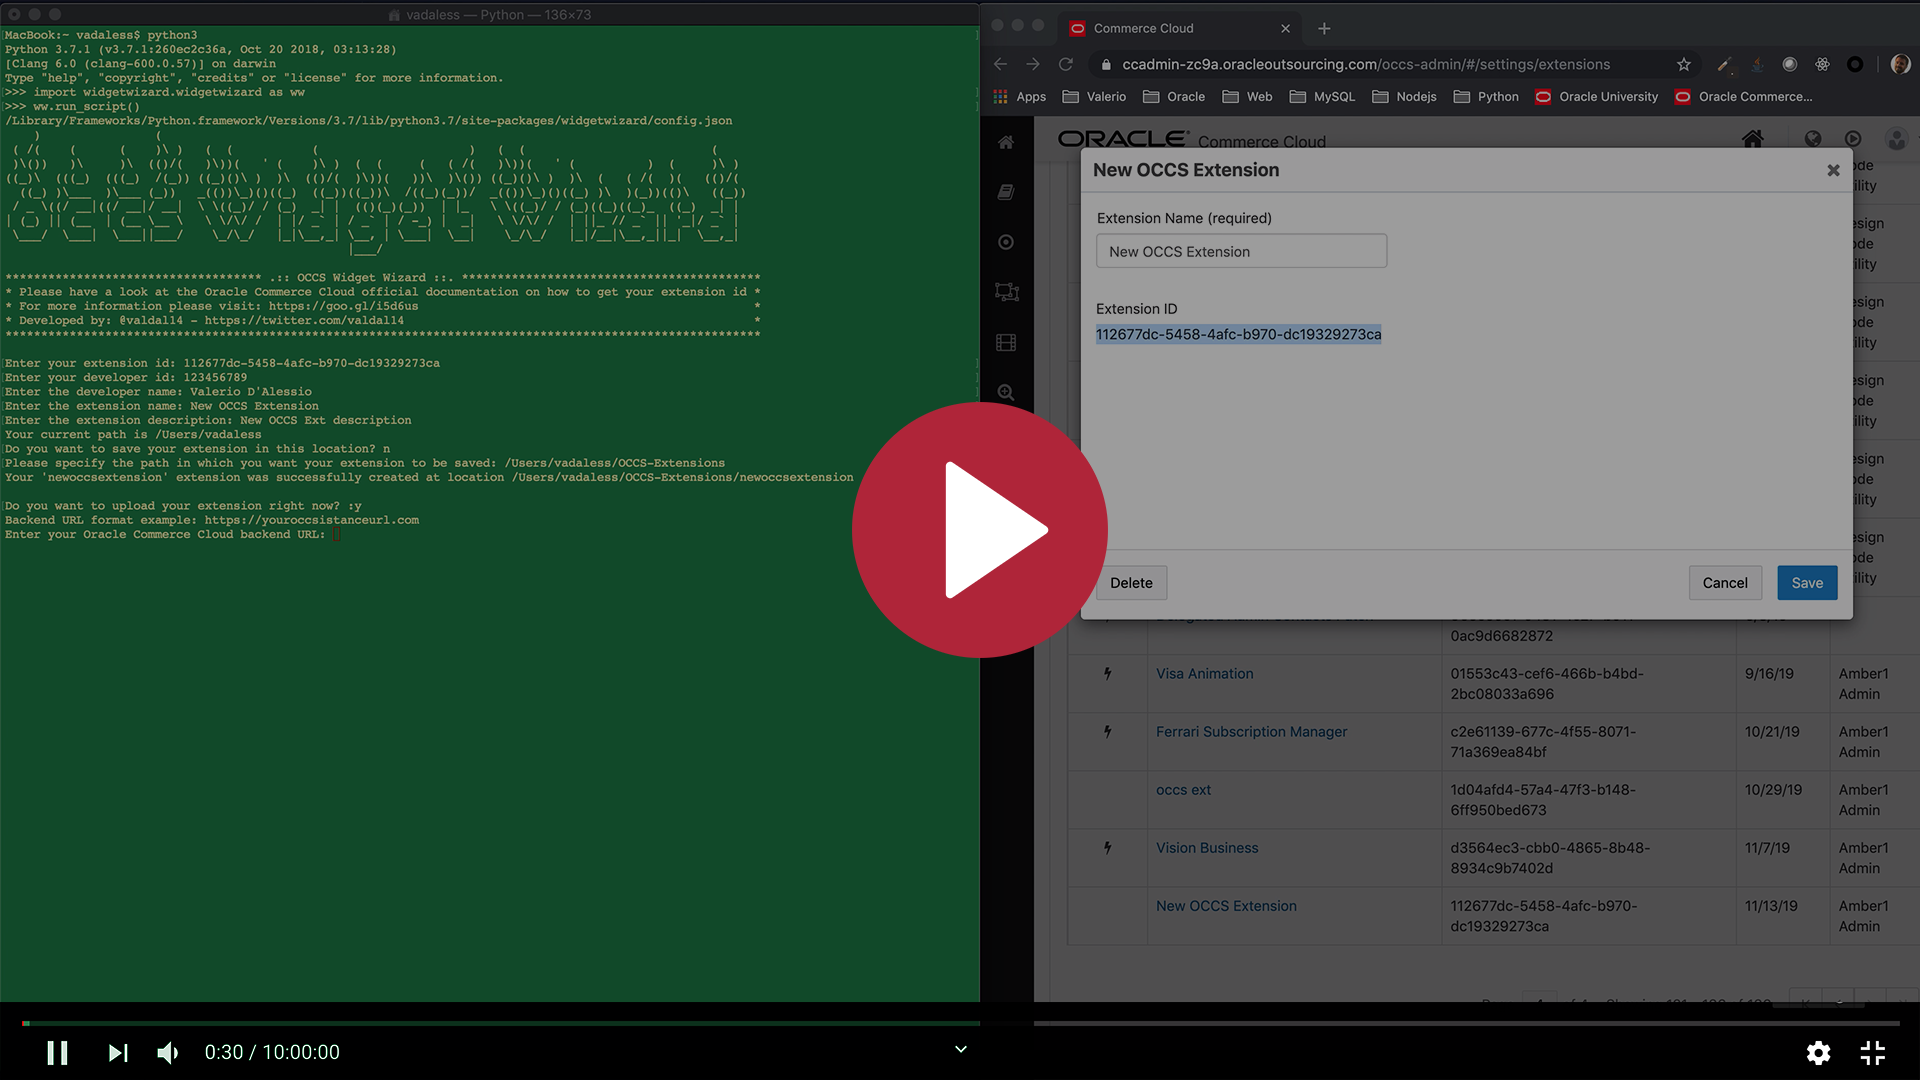 vadaless — Python — 136×73
MacBook:~ vadaless$ python3
Python 3.7.1 (v3.7.1:260ec2c36a, Oct 20 2018, 03:13:28)
[Clang 6.0 (clang-600.0.57)] on darwin
Type "help", "copyright", "credits" or "license" for more information.
>>> import widgetwizard.widgetwizard as ww
>>> ww.run_script()
/Library/Frameworks/Python.framework/Versions/3.7/lib/python3.7/site-packages/widgetwizard/config.json
************************************ .:: OCCS Widget Wizard ::. ******************************************
* Please have a look at the Oracle Commerce Cloud official documentation on how to get your extension id *
* For more information please visit: https://goo.gl/i5d6us *
* Developed by: @valdal14 - https://twitter.com/valdal14 *
Enter your extension id: 112677dc-5458-4afc-b970-dc19329273ca
Enter your developer id: 123456789
Enter the developer name: Valerio D'Alessio
Enter the extension name: New OCCS Extension
Enter the extension description: New OCCS Ext description
Your current path is /Users/vadaless
Do you want to save your extension in this location? n
Please specify the path in which you want your extension to be saved: /Users/vadaless/OCCS-Extensions
Your 'newoccsextension' extension was successfully created at location /Users/vadaless/OCCS-Extensions/newoccsextension
Do you want to upload your extension right now? :y
Backend URL format example: https://youroccsistanceurl.com
Enter your Oracle Commerce Cloud backend URL:
Commerce Cloud
ccadmin-zc9a.oracleoutsourcing.com/occs-admin/#/settings/extensions
Apps Valerio Oracle Web MySQL Nodejs Python Oracle University Oracle Commerce...
ORACLE Commerce Cloud
New OCCS Extension
Extension Name (required)
New OCCS Extension
Extension ID
112677dc-5458-4afc-b970-dc19329273ca
Delete Cancel Save
0ac9d6682872
Visa Animation 01553c43-cef6-466b-b4bd-2bc08033a696 9/16/19 Amber1 Admin
Ferrari Subscription Manager c2e61139-677c-4f55-8071-71a369ea84bf 10/21/19 Amber1 Admin
occs ext 1d04afd4-57a4-47f3-b148-6ff950bed673 10/29/19 Amber1 Admin
Vision Business d3564ec3-cbb0-4865-8b48-8934c9b7402d 11/7/19 Amber1 Admin
New OCCS Extension 112677dc-5458-4afc-b970-dc19329273ca 11/13/19 Amber1 Admin
0:30 / 10:00:00